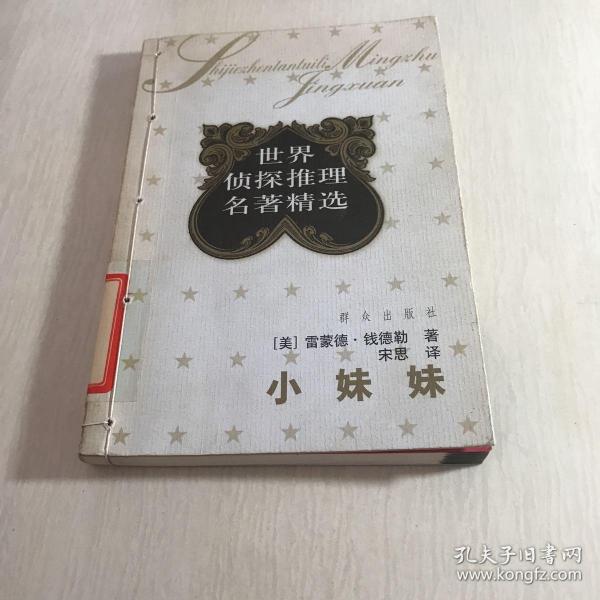 Shijiezhentantuili Mingzhu
Jingxuan
世界
侦探推理
名著精选
群众出版社
[美] 雷蒙德·钱德勒 著
宋思 译
小妹妹
孔夫子旧书网
www.kongfz.com